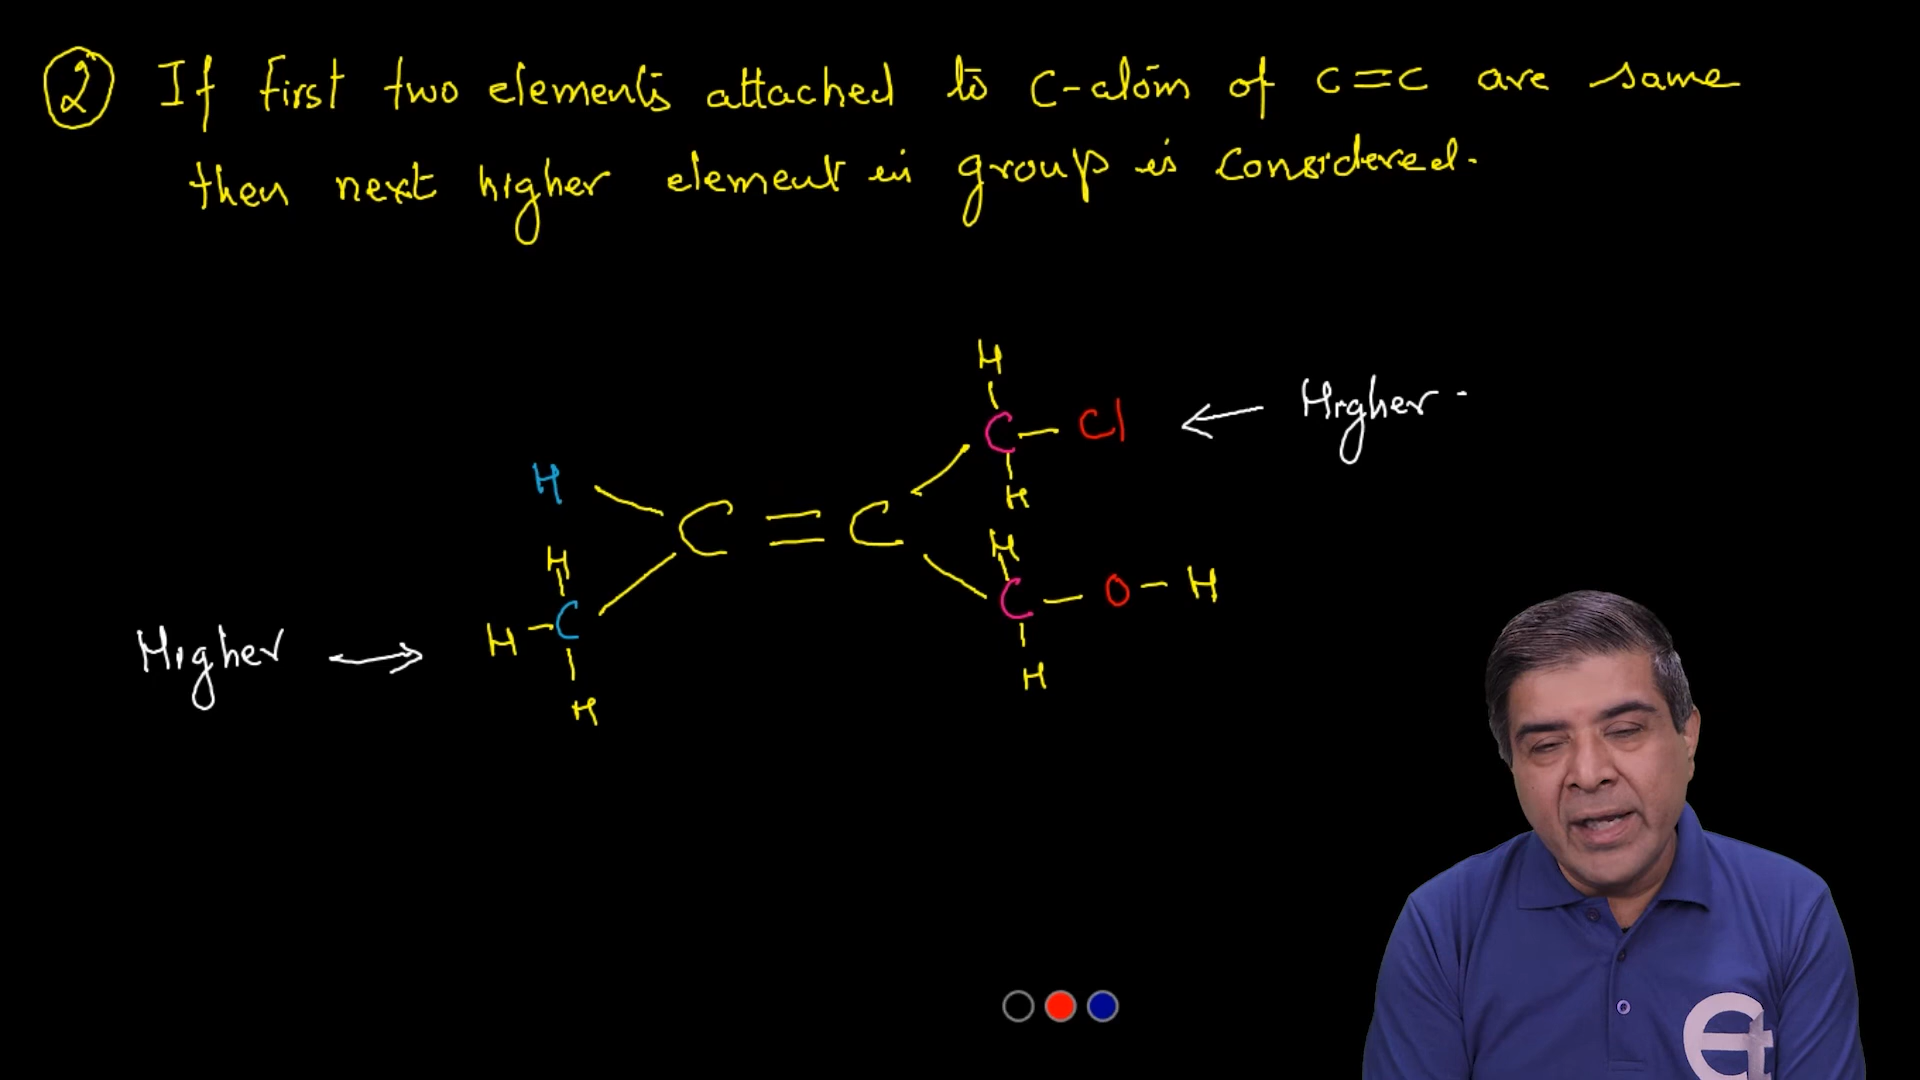 2 If first two elements attached to C-atom of C=C are same
then next higher element in group is considered.
H
C - Cl ← Higher
H
H
C = C
H
H - C
H
Higher →
H
C - O - H
H
Et